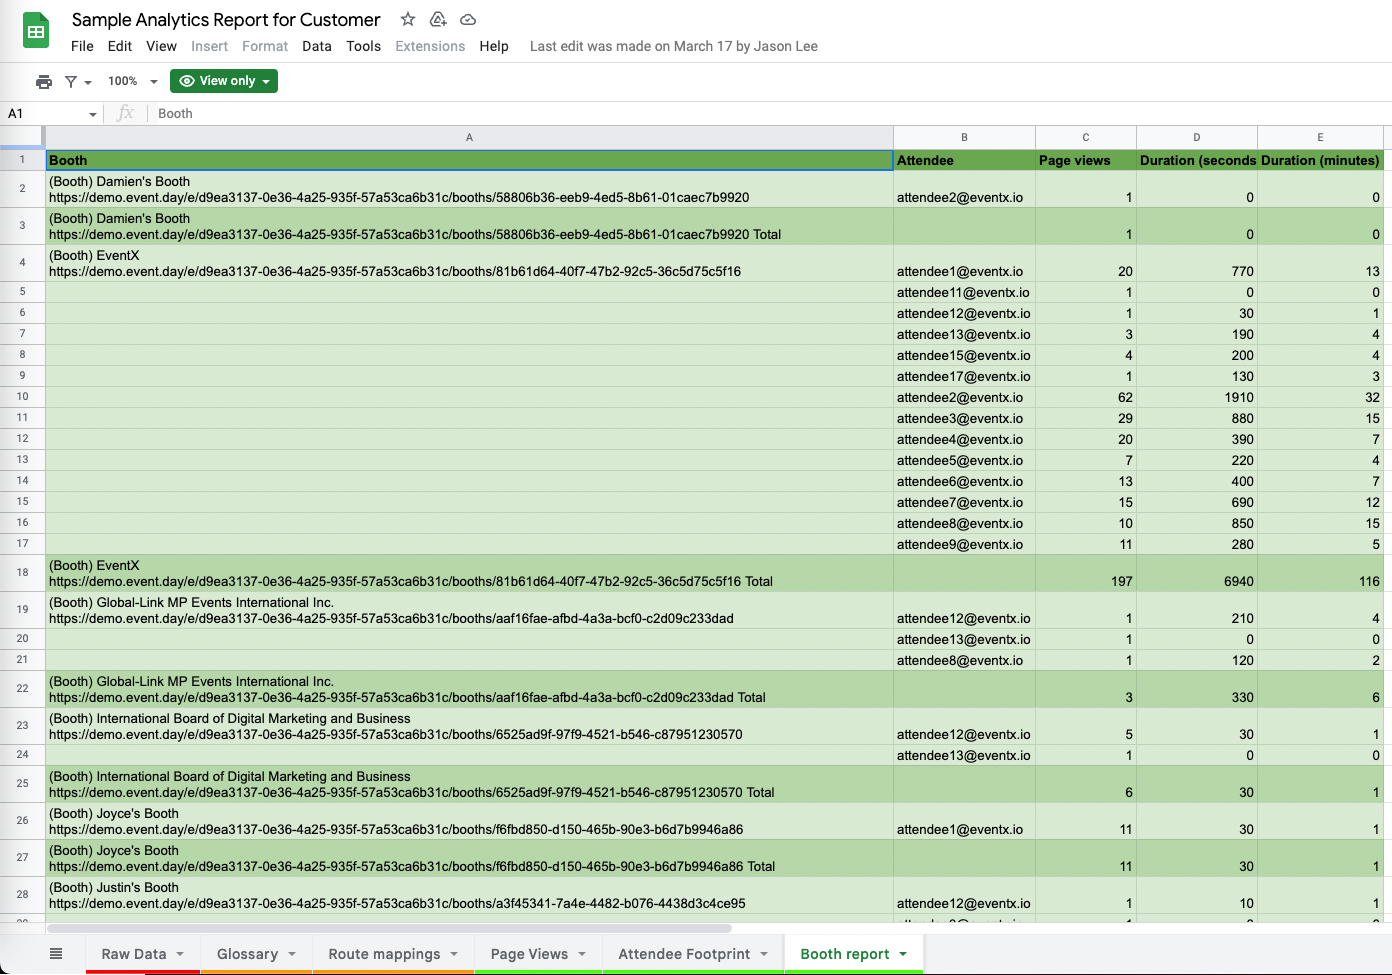 Sample Analytics Report for Customer
File Edit View Insert Format Data Tools Extensions Help Last edit was made on March 17 by Jason Lee
100% View only
A1 fx Booth
A B C D E
1 Booth Attendee Page views Duration (seconds Duration (minutes)
(Booth) Damien's Booth
2 https://demo.event.day/e/d9ea3137-0e36-4a25-935f-57a53ca6b31c/booths/58806b36-eeb9-4ed5-8b61-01caec7b9920 attendee2@eventx.io 1 0 0
(Booth) Damien's Booth
3 https://demo.event.day/e/d9ea3137-0e36-4a25-935f-57a53ca6b31c/booths/58806b36-eeb9-4ed5-8b61-01caec7b9920 Total 1 0 0
(Booth) EventX
4 https://demo.event.day/e/d9ea3137-0e36-4a25-935f-57a53ca6b31c/booths/81b61d64-40f7-47b2-92c5-36c5d75c5f16 attendee1@eventx.io 20 770 13
5 attendee11@eventx.io 1 0 0
6 attendee12@eventx.io 1 30 1
7 attendee13@eventx.io 3 190 4
8 attendee15@eventx.io 4 200 4
9 attendee17@eventx.io 1 130 3
10 attendee2@eventx.io 62 1910 32
11 attendee3@eventx.io 29 880 15
12 attendee4@eventx.io 20 390 7
13 attendee5@eventx.io 7 220 4
14 attendee6@eventx.io 13 400 7
15 attendee7@eventx.io 15 690 12
16 attendee8@eventx.io 10 850 15
17 attendee9@eventx.io 11 280 5
(Booth) EventX
18 https://demo.event.day/e/d9ea3137-0e36-4a25-935f-57a53ca6b31c/booths/81b61d64-40f7-47b2-92c5-36c5d75c5f16 Total 197 6940 116
(Booth) Global-Link MP Events International Inc.
19 https://demo.event.day/e/d9ea3137-0e36-4a25-935f-57a53ca6b31c/booths/aaf16fae-afbd-4a3a-bcf0-c2d09c233dad attendee12@eventx.io 1 210 4
20 attendee13@eventx.io 1 0 0
21 attendee8@eventx.io 1 120 2
(Booth) Global-Link MP Events International Inc.
22 https://demo.event.day/e/d9ea3137-0e36-4a25-935f-57a53ca6b31c/booths/aaf16fae-afbd-4a3a-bcf0-c2d09c233dad Total 3 330 6
(Booth) International Board of Digital Marketing and Business
23 https://demo.event.day/e/d9ea3137-0e36-4a25-935f-57a53ca6b31c/booths/6525ad9f-97f9-4521-b546-c87951230570 attendee12@eventx.io 5 30 1
24 attendee13@eventx.io 1 0 0
(Booth) International Board of Digital Marketing and Business
25 https://demo.event.day/e/d9ea3137-0e36-4a25-935f-57a53ca6b31c/booths/6525ad9f-97f9-4521-b546-c87951230570 Total 6 30 1
(Booth) Joyce's Booth
26 https://demo.event.day/e/d9ea3137-0e36-4a25-935f-57a53ca6b31c/booths/f6fbd850-d150-465b-90e3-b6d7b9946a86 attendee1@eventx.io 11 30 1
(Booth) Joyce's Booth
27 https://demo.event.day/e/d9ea3137-0e36-4a25-935f-57a53ca6b31c/booths/f6fbd850-d150-465b-90e3-b6d7b9946a86 Total 11 30 1
(Booth) Justin's Booth
28 https://demo.event.day/e/d9ea3137-0e36-4a25-935f-57a53ca6b31c/booths/a3f45341-7a4e-4482-b076-4438d3c4ce95 attendee12@eventx.io 1 10 1
Raw Data Glossary Route mappings Page Views Attendee Footprint Booth report